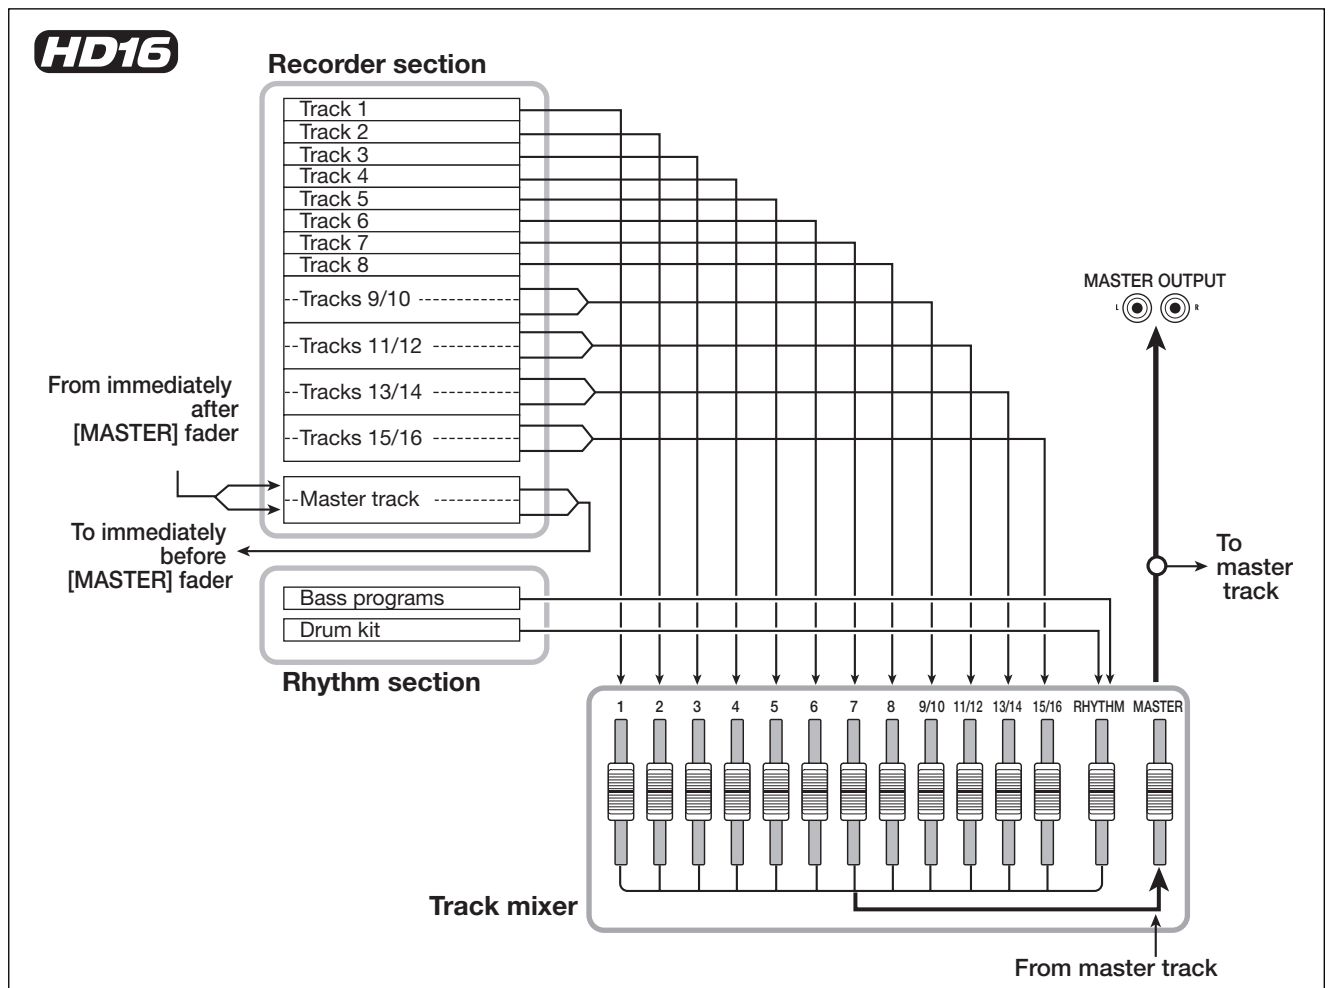 HD16
Recorder section
Track 1
Track 2
Track 3
Track 4
Track 5
Track 6
Track 7
Track 8
Tracks 9/10
Tracks 11/12
Tracks 13/14
Tracks 15/16
Master track
From immediately
after
[MASTER] fader
To immediately
before
[MASTER] fader
Bass programs
Drum kit
Rhythm section
MASTER OUTPUT
L R
To
master
track
1 2 3 4 5 6 7 8 9/10 11/12 13/14 15/16 RHYTHM MASTER
Track mixer
From master track